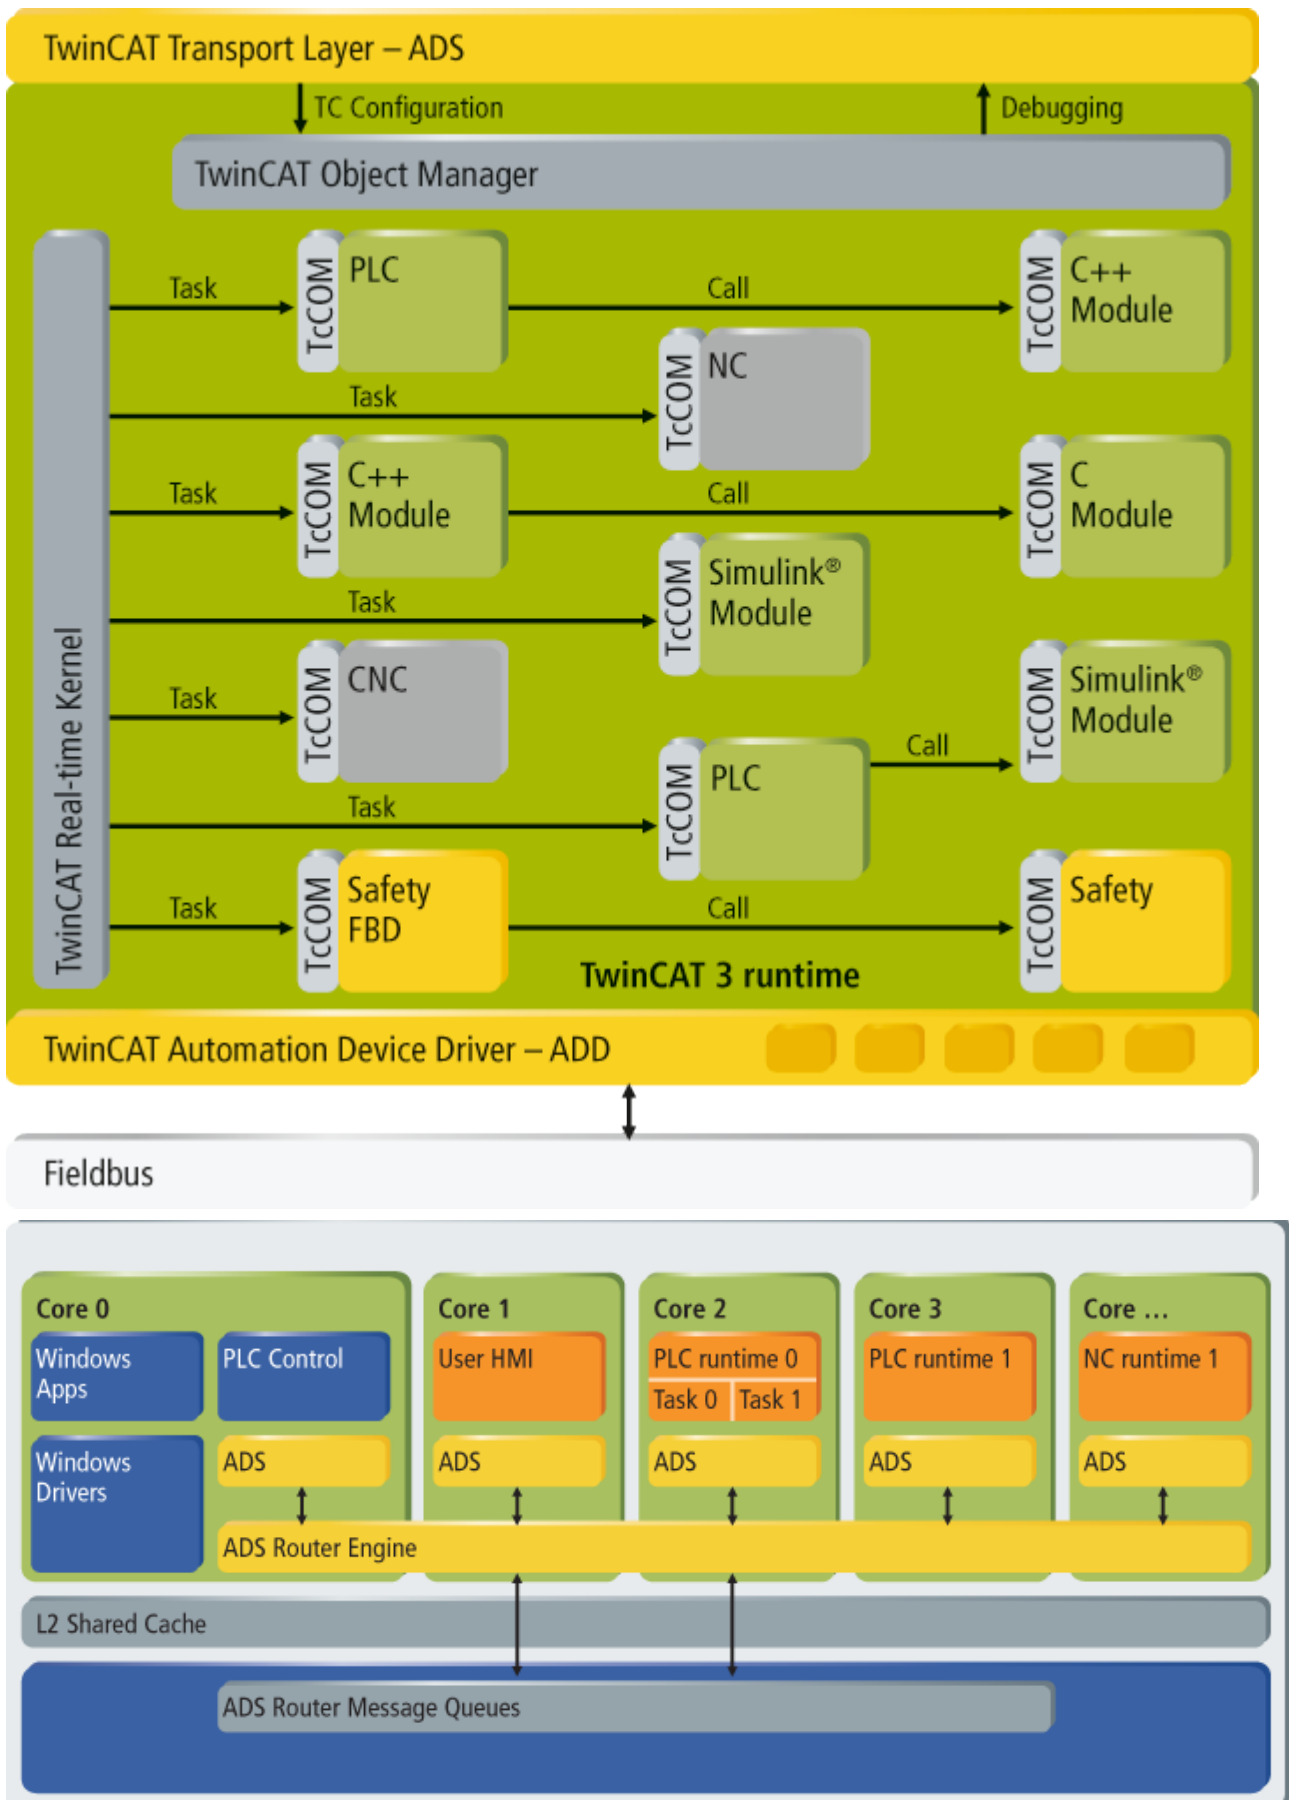 TwinCAT Transport Layer – ADS
TC Configuration
Debugging
TwinCAT Object Manager
TwinCAT Real-time Kernel
Task
TcCOM
PLC
Call
TcCOM
C++
Module
Task
TcCOM
NC
Task
TcCOM
C++
Module
Call
TcCOM
C
Module
Task
TcCOM
Simulink®
Module
Task
TcCOM
CNC
TcCOM
Simulink®
Module
Task
TcCOM
PLC
Call
Task
TcCOM
Safety
FBD
Call
TcCOM
Safety
TwinCAT 3 runtime
TwinCAT Automation Device Driver – ADD
Fieldbus
Core 0
Windows
Apps
PLC Control
Windows
Drivers
ADS
Core 1
User HMI
ADS
Core 2
PLC runtime 0
Task 0
Task 1
ADS
Core 3
PLC runtime 1
ADS
Core ...
NC runtime 1
ADS
ADS Router Engine
L2 Shared Cache
ADS Router Message Queues